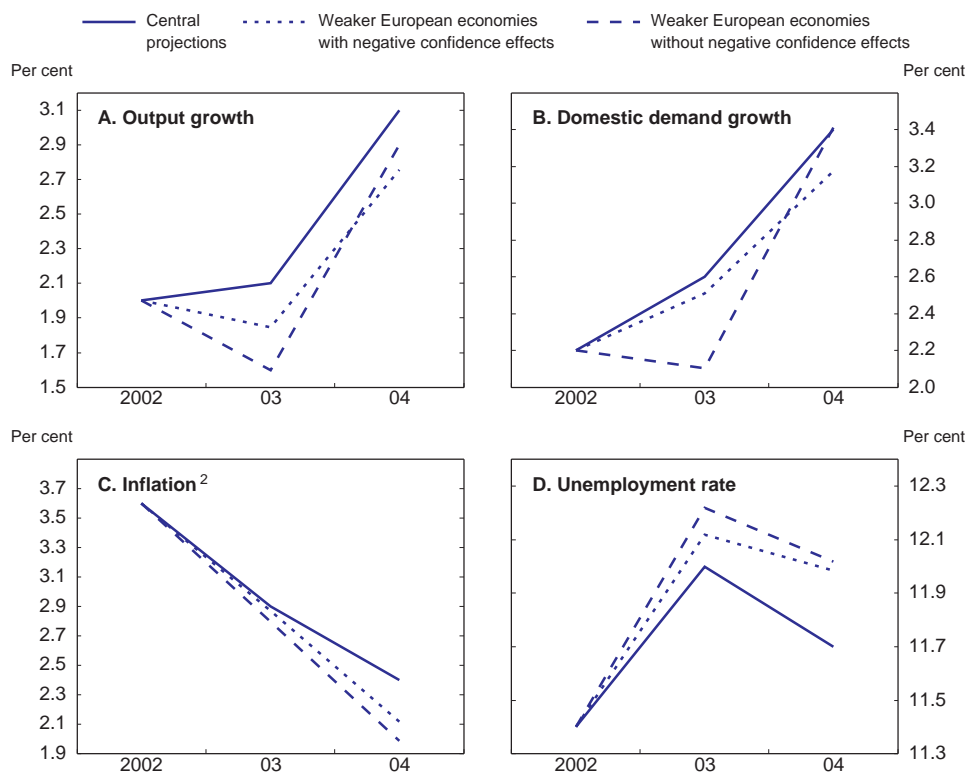 Central
projections
Weaker European economies
with negative confidence effects
Weaker European economies
without negative confidence effects
Per cent
Per cent
A. Output growth
3.1
2.9
2.7
2.5
2.3
2.1
1.9
1.7
1.5
2002 03 04
B. Domestic demand growth
3.4
3.2
3.0
2.8
2.6
2.4
2.2
2.0
2002 03 04
Per cent
Per cent
C. Inflation 2
3.7
3.5
3.3
3.1
2.9
2.7
2.5
2.3
2.1
1.9
2002 03 04
D. Unemployment rate
12.3
12.1
11.9
11.7
11.5
11.3
2002 03 04